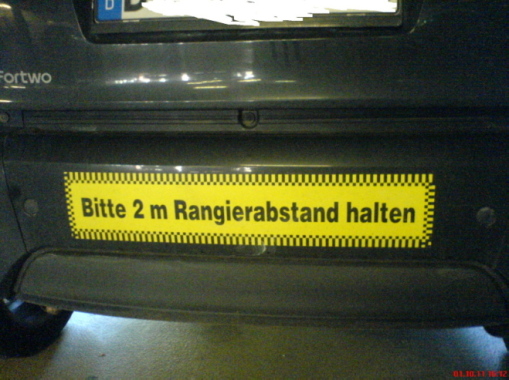 D
fortwo
Bitte 2 m Rangierabstand halten